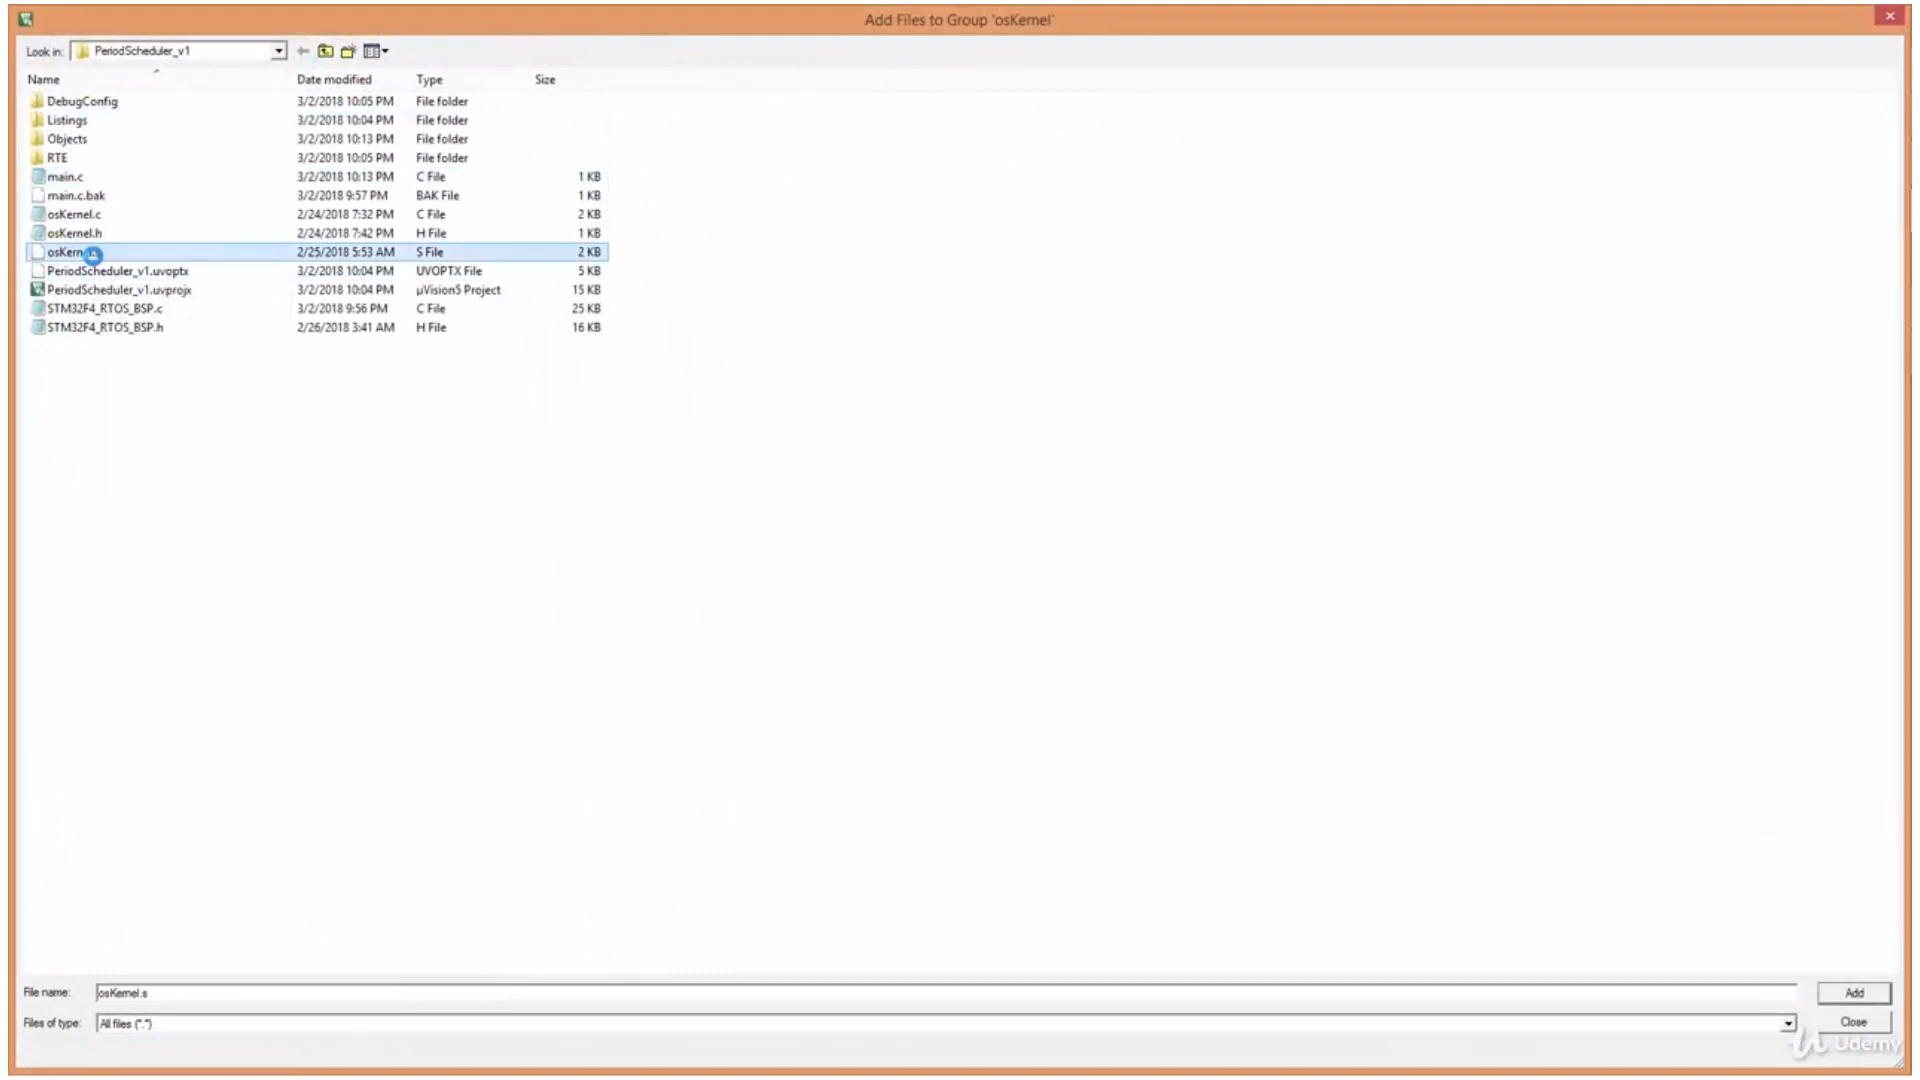 Add Files to Group 'osKernel'
Look in: PeriodScheduler_v1
Name Date modified Type Size
DebugConfig 3/2/2018 10:05 PM File folder
Listings 3/2/2018 10:04 PM File folder
Objects 3/2/2018 10:13 PM File folder
RTE 3/2/2018 10:05 PM File folder
main.c 3/2/2018 10:13 PM C File 1 KB
main.c.bak 3/2/2018 9:57 PM BAK File 1 KB
osKernel.c 2/24/2018 7:32 PM C File 2 KB
osKernel.h 2/24/2018 7:42 PM H File 1 KB
2/25/2018 5:53 AM S File 2 KB
PeriodScheduler_v1.uvoptx 3/2/2018 10:04 PM UVOPTX File 5 KB
PeriodScheduler_v1.uvprojx 3/2/2018 10:04 PM µVision5 Project 15 KB
STM32F4_RTOS_BSP.c 3/2/2018 9:56 PM C File 25 KB
STM32F4_RTOS_BSP.h 2/26/2018 3:41 AM H File 16 KB
File name: osKernel.s Add
Files of type: All files (*.*) Close
Udemy